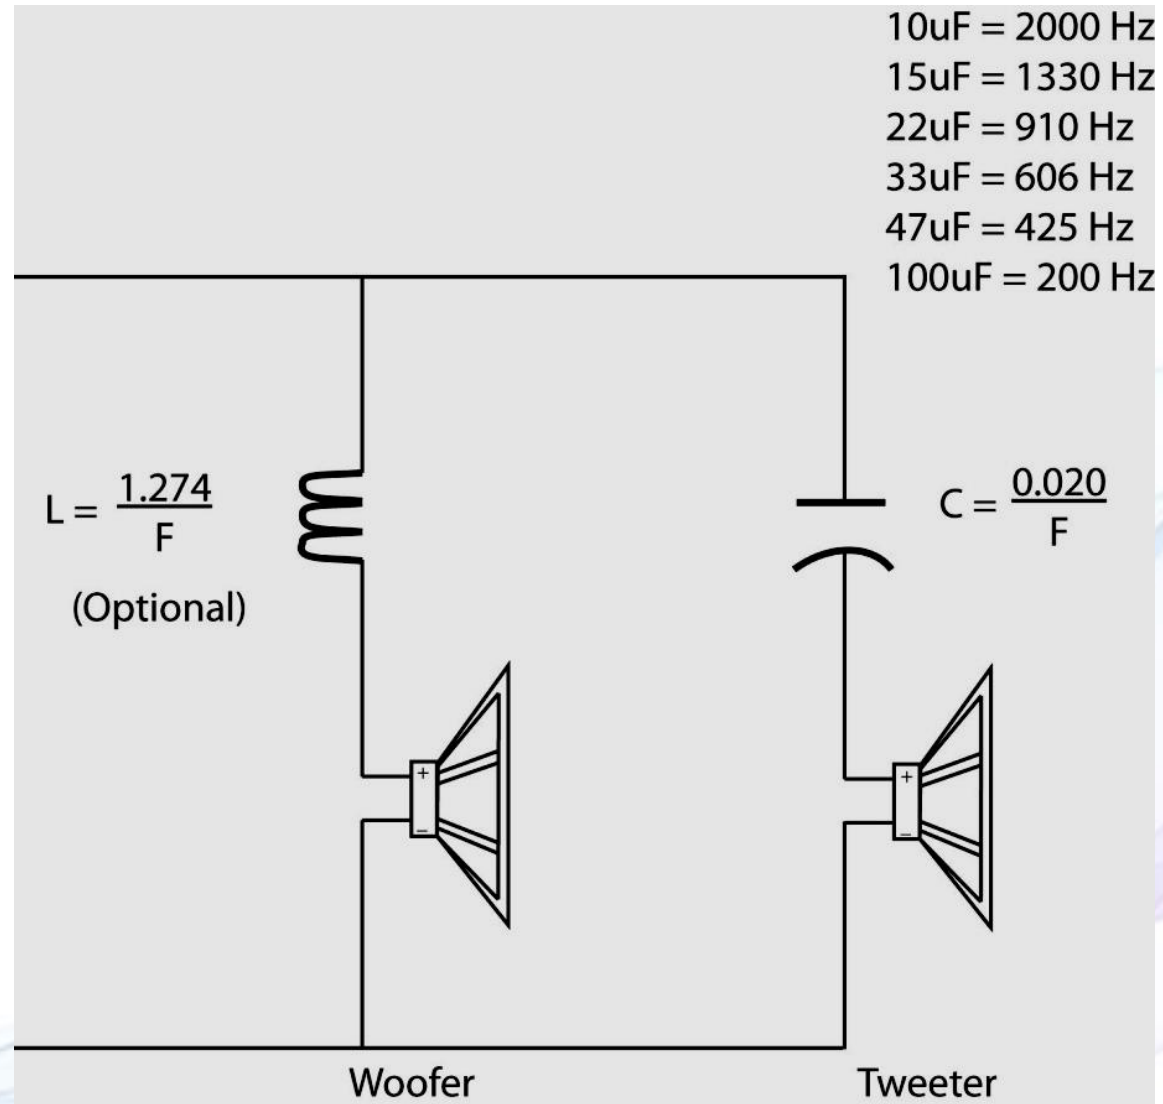 10uF = 2000 Hz
15uF = 1330 Hz
22uF = 910 Hz
33uF = 606 Hz
47uF = 425 Hz
100uF = 200 Hz
L = 1.274
F
(Optional)
C = 0.020
F
+
–
+
–
Woofer
Tweeter